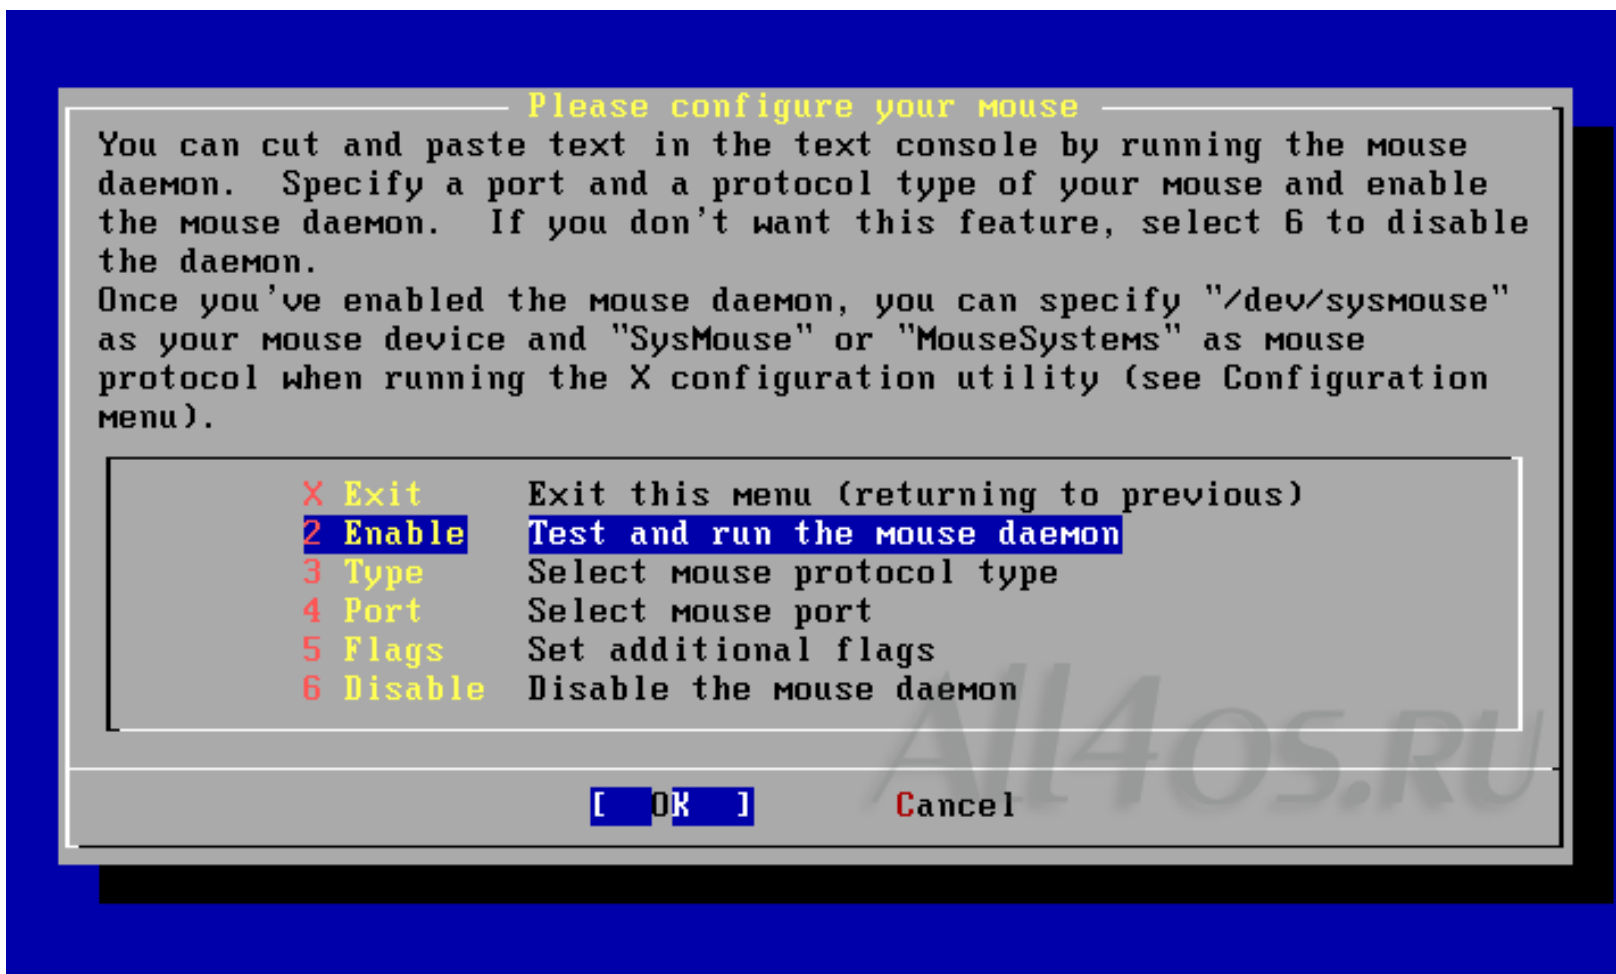 Please configure your mouse
You can cut and paste text in the text console by running the mouse
daemon.  Specify a port and a protocol type of your mouse and enable
the mouse daemon.  If you don't want this feature, select 6 to disable
the daemon.
Once you've enabled the mouse daemon, you can specify "/dev/sysmouse"
as your mouse device and "SysMouse" or "MouseSystems" as mouse
protocol when running the X configuration utility (see Configuration
menu).
X Exit     Exit this menu (returning to previous)
2 Enable   Test and run the mouse daemon
3 Type     Select mouse protocol type
4 Port     Select mouse port
5 Flags    Set additional flags
6 Disable  Disable the mouse daemon
All4os.RU
[  OK  ]       Cancel